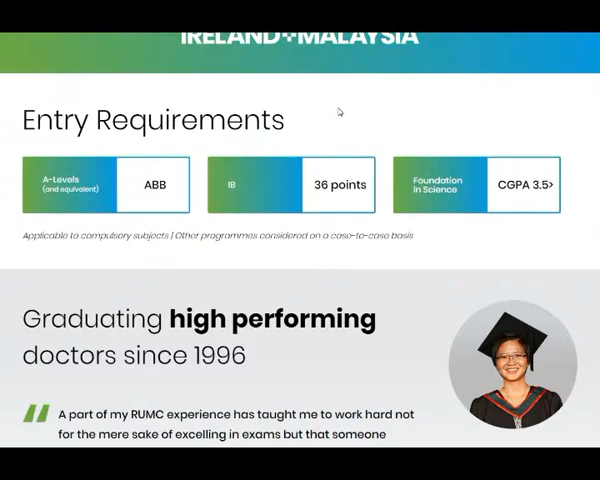 IRELAND+MALAYSIA
Entry Requirements
A-Levels
(and equivalent)
ABB
IB
36 points
Foundation
in Science
CGPA 3.5>
Applicable to compulsory subjects | Other programmes considered on a case-to-case basis
Graduating high performing
doctors since 1996
A part of my RUMC experience has taught me to work hard not
for the mere sake of excelling in exams but that someone